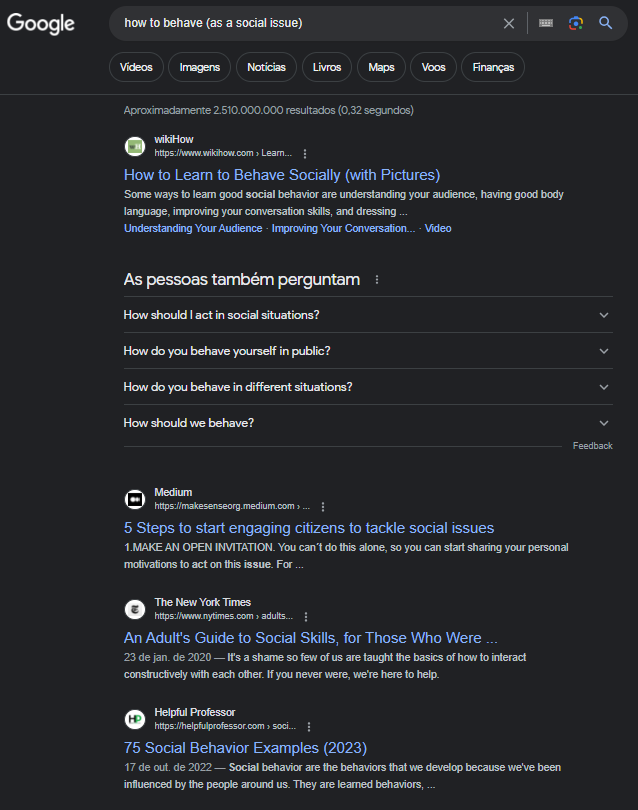 Google
how to behave (as a social issue)
Vídeos Imagens Notícias Livros Maps Voos Finanças
Aproximadamente 2.510.000.000 resultados (0,32 segundos)
wikiHow
https://www.wikihow.com › Learn...
How to Learn to Behave Socially (with Pictures)
Some ways to learn good social behavior are understanding your audience, having good body
language, improving your conversation skills, and dressing ...
Understanding Your Audience · Improving Your Conversation... · Video
As pessoas também perguntam
How should I act in social situations?
How do you behave yourself in public?
How do you behave in different situations?
How should we behave?
Feedback
Medium
https://makesenseorg.medium.com › ...
5 Steps to start engaging citizens to tackle social issues
1.MAKE AN OPEN INVITATION. You can´t do this alone, so you can start sharing your personal
motivations to act on this issue. For ...
The New York Times
https://www.nytimes.com › adults...
An Adult's Guide to Social Skills, for Those Who Were ...
23 de jan. de 2020 — It's a shame so few of us are taught the basics of how to interact
constructively with each other. If you never were, we're here to help.
HP
Helpful Professor
https://helpfulprofessor.com › soci...
75 Social Behavior Examples (2023)
17 de out. de 2022 — Social behavior are the behaviors that we develop because we've been
influenced by the people around us. They are learned behaviors, ...